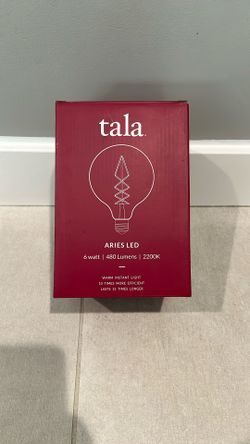 tala
ARIES LED
6 watt | 480 Lumens | 2200K
WARM INSTANT LIGHT
10 TIMES MORE EFFICIENT
LASTS 15 TIMES LONGER!